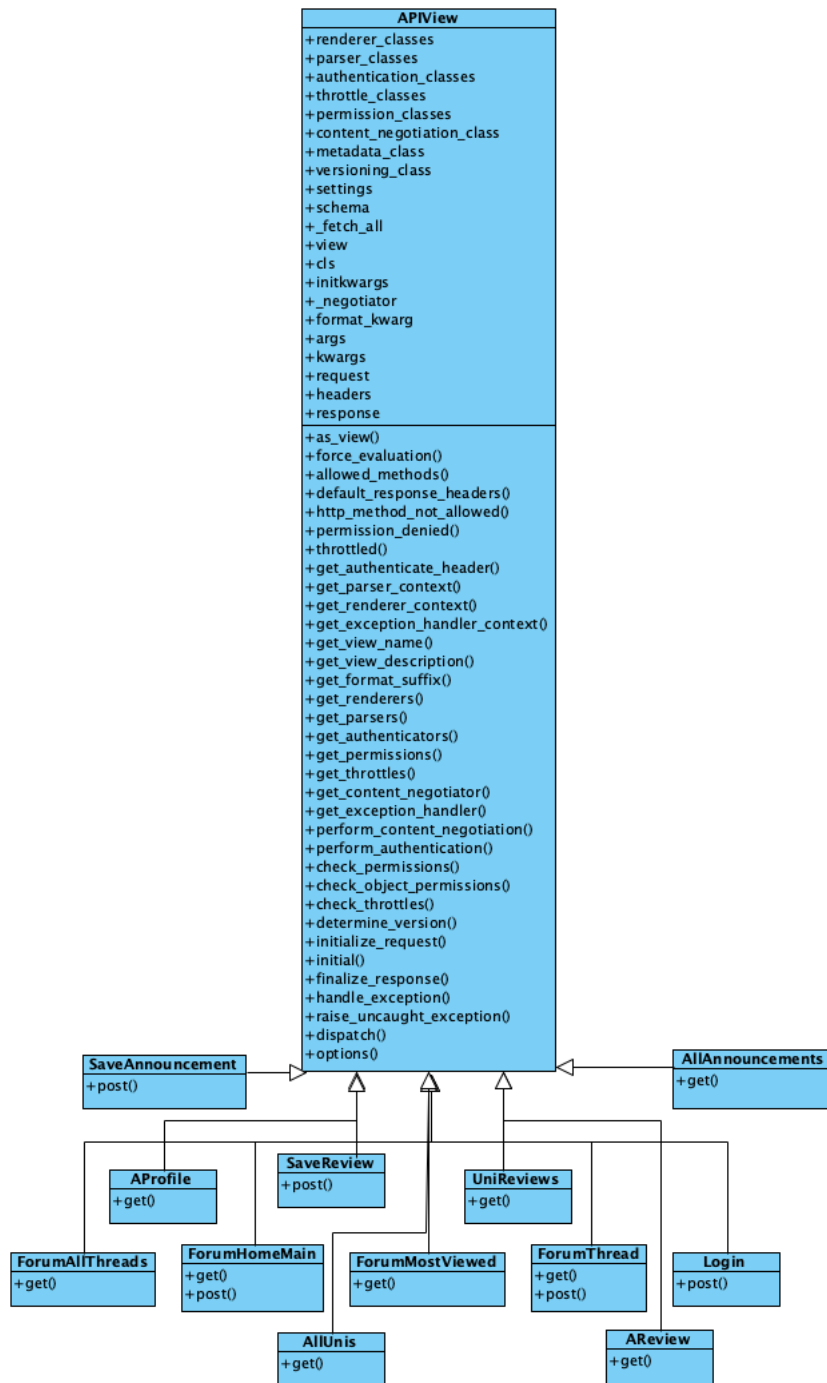 APIView
+renderer_classes
+parser_classes
+authentication_classes
+throttle_classes
+permission_classes
+content_negotiation_class
+metadata_class
+versioning_class
+settings
+schema
+_fetch_all
+view
+cls
+initkwargs
+_negotiator
+format_kwarg
+args
+kwargs
+request
+headers
+response
+as_view()
+force_evaluation()
+allowed_methods()
+default_response_headers()
+http_method_not_allowed()
+permission_denied()
+throttled()
+get_authenticate_header()
+get_parser_context()
+get_renderer_context()
+get_exception_handler_context()
+get_view_name()
+get_view_description()
+get_format_suffix()
+get_renderers()
+get_parsers()
+get_authenticators()
+get_permissions()
+get_throttles()
+get_content_negotiator()
+get_exception_handler()
+perform_content_negotiation()
+perform_authentication()
+check_permissions()
+check_object_permissions()
+check_throttles()
+determine_version()
+initialize_request()
+initial()
+finalize_response()
+handle_exception()
+raise_uncaught_exception()
+dispatch()
+options()
SaveAnnouncement
+post()
AllAnnouncements
+get()
AProfile
+get()
SaveReview
+post()
UniReviews
+get()
ForumAllThreads
+get()
ForumHomeMain
+get()
+post()
ForumMostViewed
+get()
ForumThread
+get()
+post()
Login
+post()
AllUnis
+get()
AReview
+get()